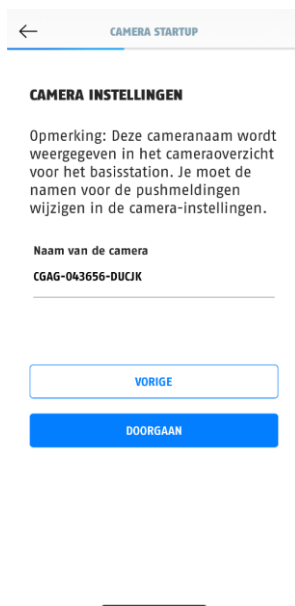 CAMERA STARTUP
CAMERA INSTELLINGEN
Opmerking: Deze cameranaam wordt
weergegeven in het cameraoverzicht
voor het basisstation. Je moet de
namen voor de pushmeldingen
wijzigen in de camera-instellingen.
Naam van de camera
CGAG-043656-DUCJK
VORIGE
DOORGAAN